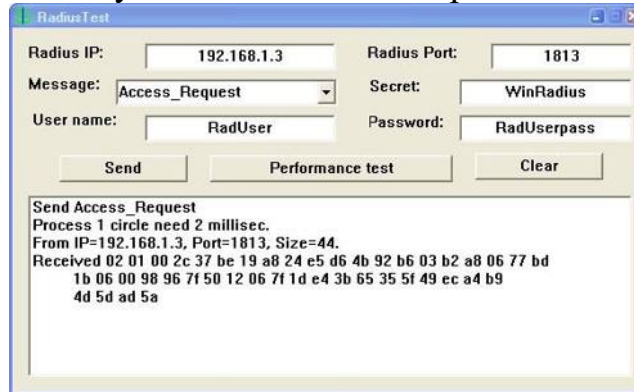 RadiusTest
Radius IP: 192.168.1.3 Radius Port: 1813
Message: Access_Request Secret: WinRadius
User name: RadUser Password: RadUserpass
Send Performance test Clear
Send Access_Request
Process 1 circle need 2 millisec.
From IP=192.168.1.3, Port=1813, Size=44.
Received 02 01 00 2c 37 be 19 a8 24 e5 d6 4b 92 b6 03 b2 a8 06 77 bd
1b 06 00 98 96 7f 50 12 06 7f 1d e4 3b 65 35 5f 49 ec a4 b9
4d 5d ad 5a